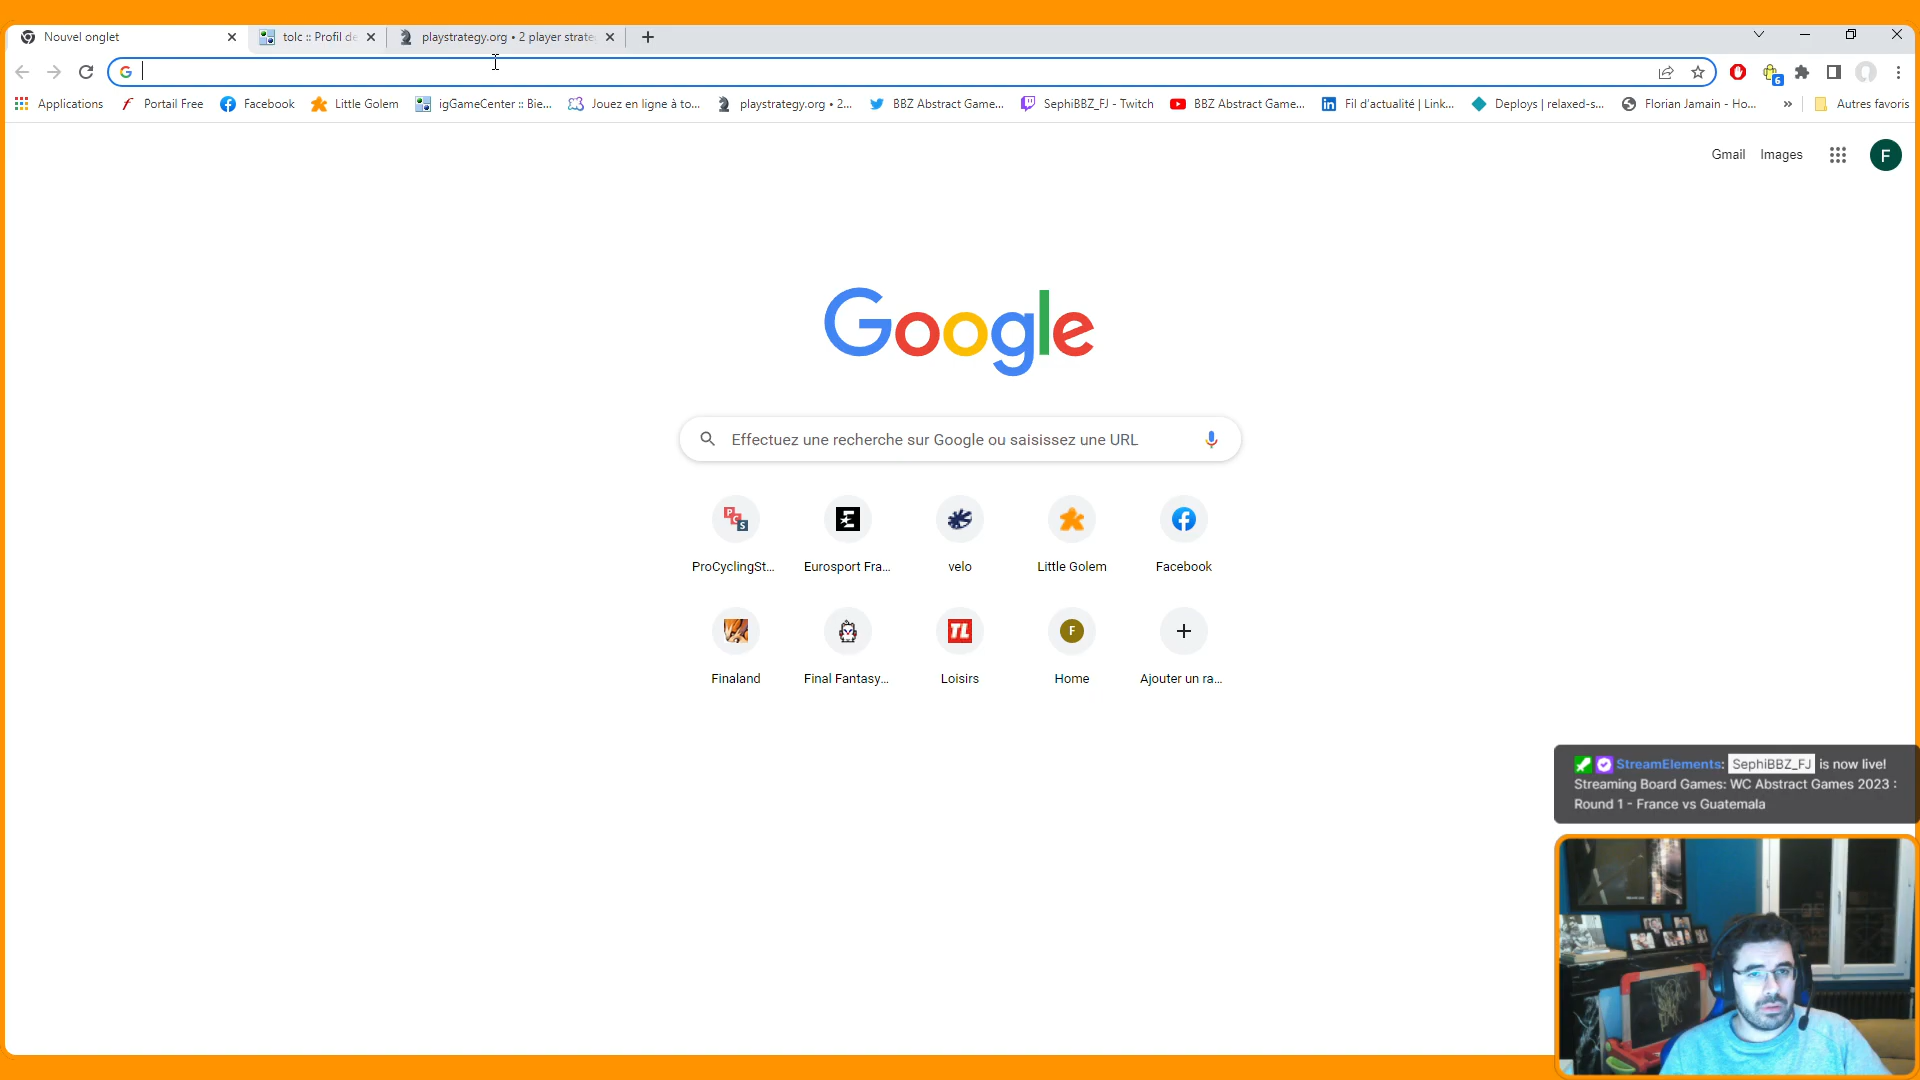 Nouvel onglet
tolc :: Profil de
playstrategy.org • 2 player strate
Applications
Portail Free
Facebook
Little Golem
igGameCenter :: Bie...
Jouez en ligne à to...
playstrategy.org • 2...
BBZ Abstract Game...
SephiBBZ_FJ - Twitch
BBZ Abstract Game...
Fil d'actualité | Link...
Deploys | relaxed-s...
Florian Jamain - Ho...
»
Autres favoris
6
Gmail
Images
F
Google
Effectuez une recherche sur Google ou saisissez une URL
PCS
ProCyclingSt...
Eurosport Fra...
velo
Little Golem
Facebook
Finaland
Final Fantasy...
TL
Loisirs
F
Home
Ajouter un ra...
StreamElements: SephiBBZ_FJ is now live!
Streaming Board Games: WC Abstract Games 2023 :
Round 1 - France vs Guatemala